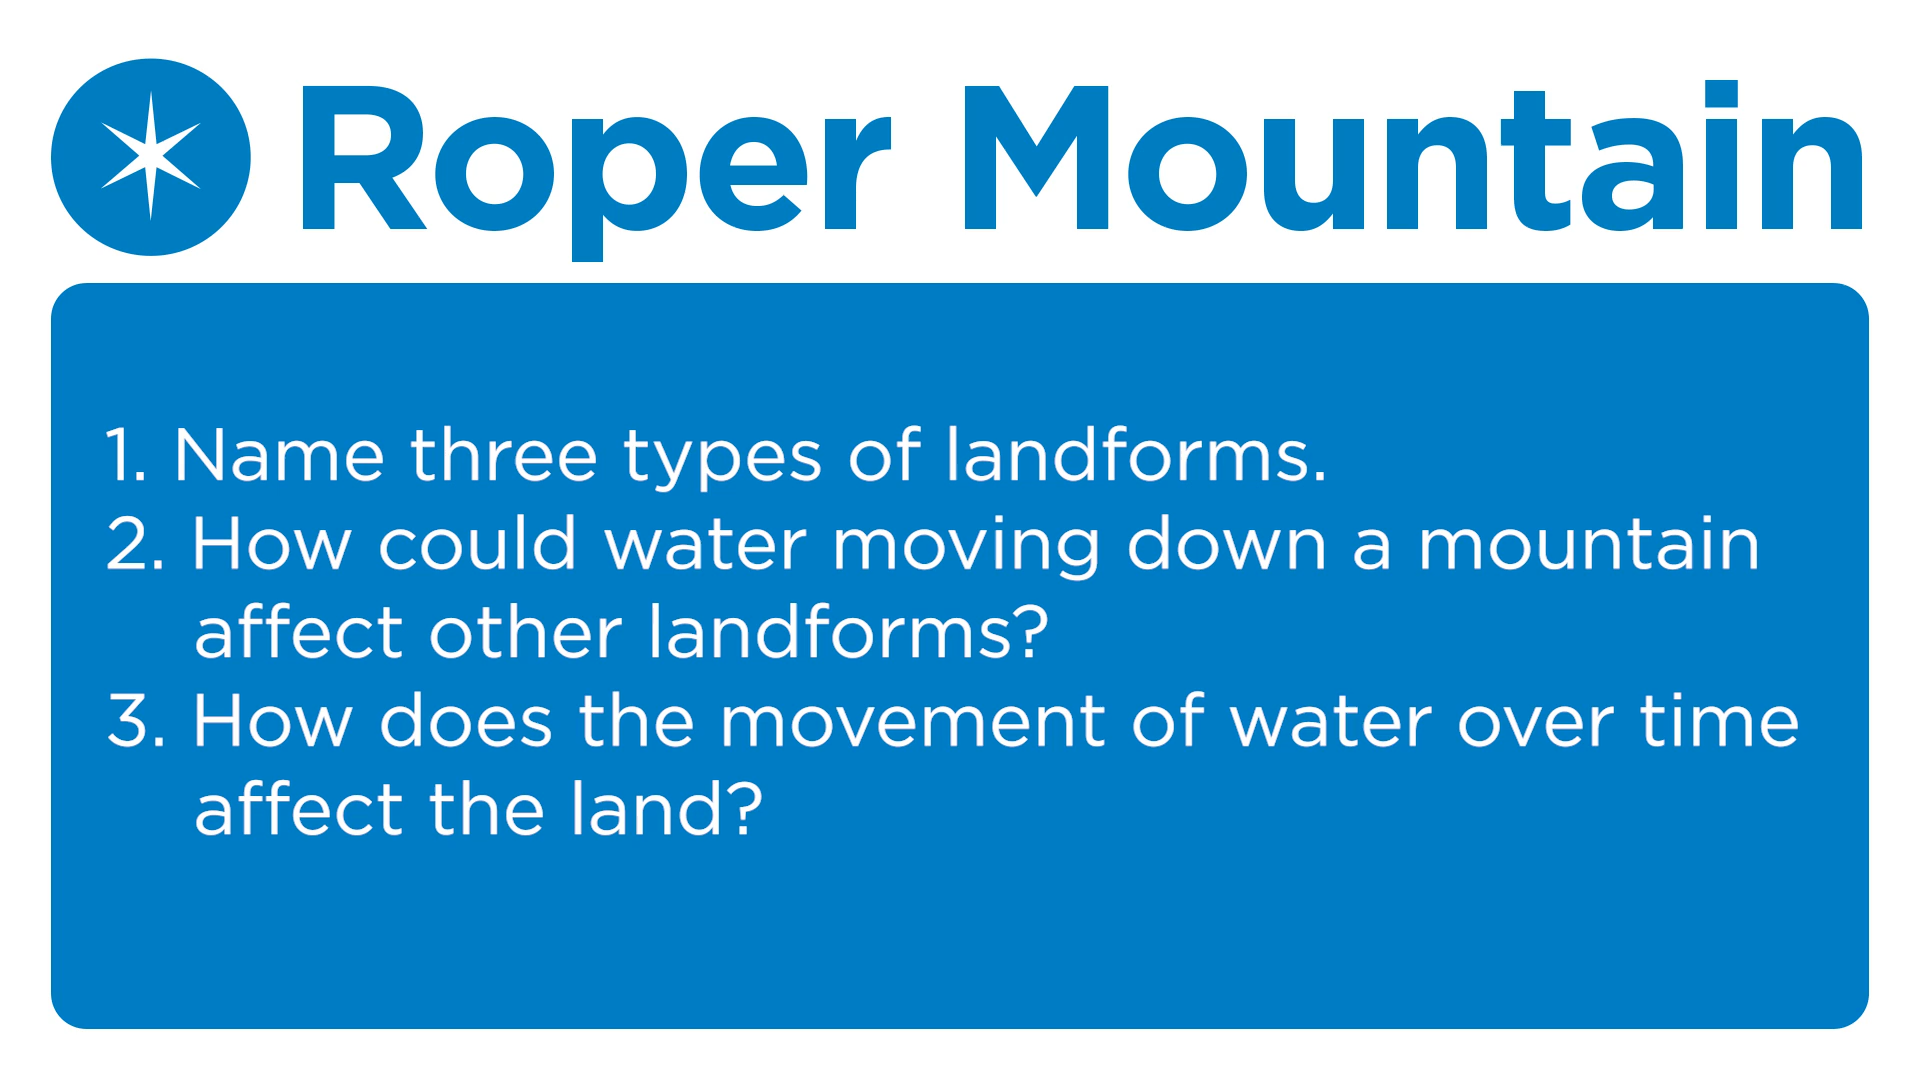 Roper Mountain
1. Name three types of landforms.
2. How could water moving down a mountain
affect other landforms?
3. How does the movement of water over time
affect the land?